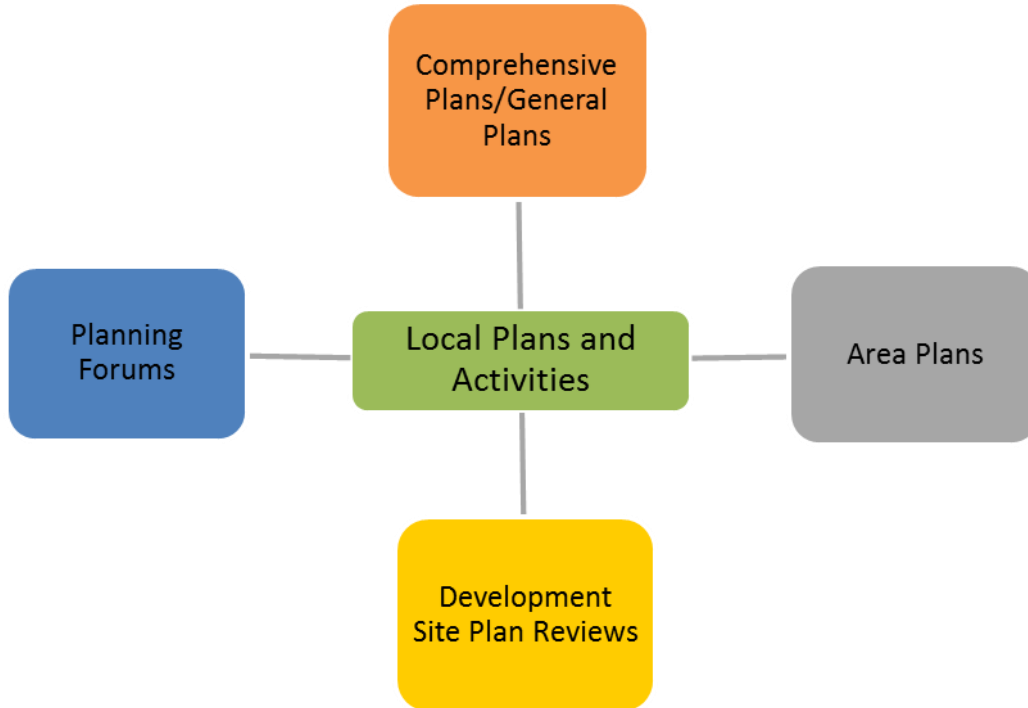 Comprehensive
Plans/General
Plans
Planning
Forums
Local Plans and
Activities
Area Plans
Development
Site Plan Reviews